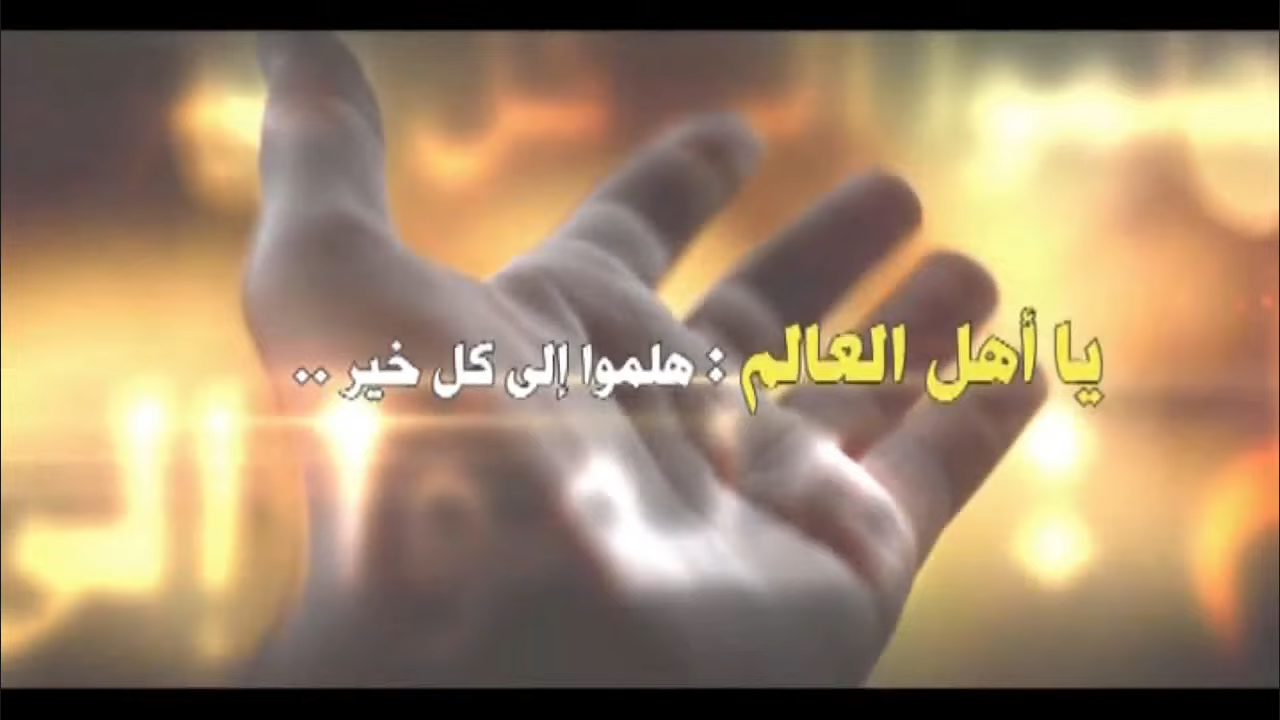 يا أهل العالم : هلموا إلى كل خير ..